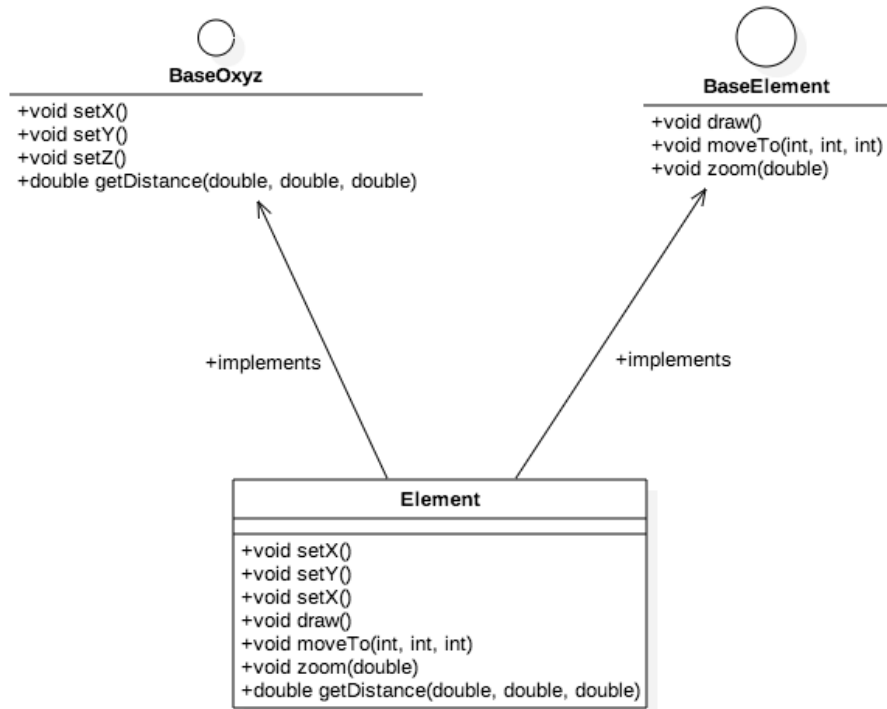 BaseOxyz
+void setX()
+void setY()
+void setZ()
+double getDistance(double, double, double)
BaseElement
+void draw()
+void moveTo(int, int, int)
+void zoom(double)
+implements
+implements
Element
+void setX()
+void setY()
+void setX()
+void draw()
+void moveTo(int, int, int)
+void zoom(double)
+double getDistance(double, double, double)